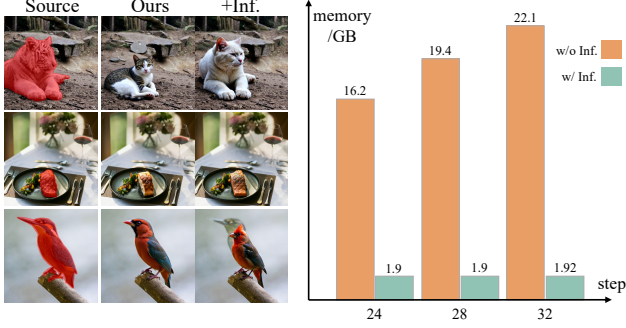 Source Ours +Inf.
memory
/GB
22.1
19.4
16.2
w/o Inf.
w/ Inf.
1.9 1.9 1.92
step
24 28 32